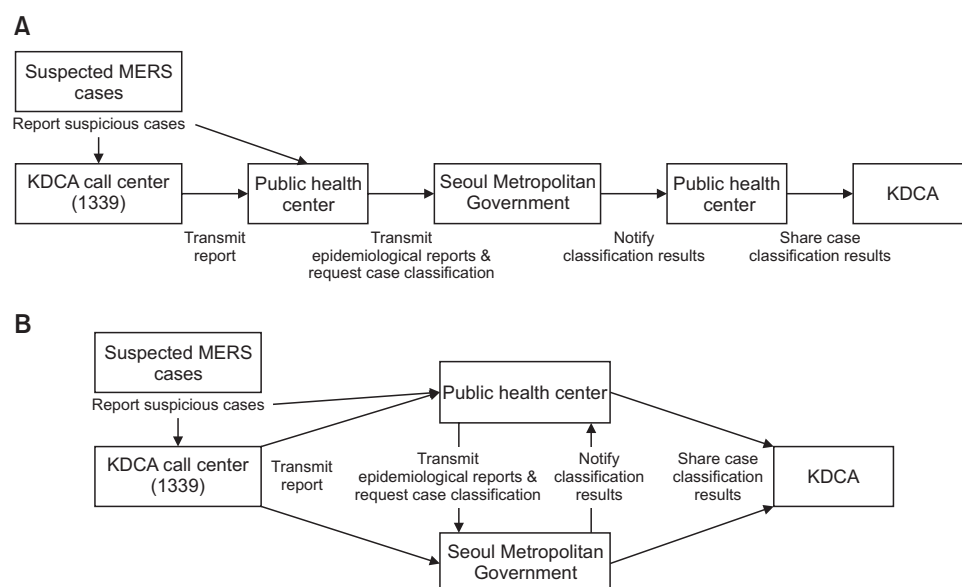 A
Suspected MERS
cases
Report suspicious cases
KDCA call center
(1339)
Public health
center
Seoul Metropolitan
Government
Public health
center
KDCA
Transmit
report
Transmit
epidemiological reports &
request case classification
Notify
classification results
Share case
classification results
B
Suspected MERS
cases
Report suspicious cases
Public health center
KDCA call center
(1339)
Transmit
report
Transmit
epidemiological reports &
request case classification
Notify
classification
results
Share case
classification
results
KDCA
Seoul Metropolitan
Government